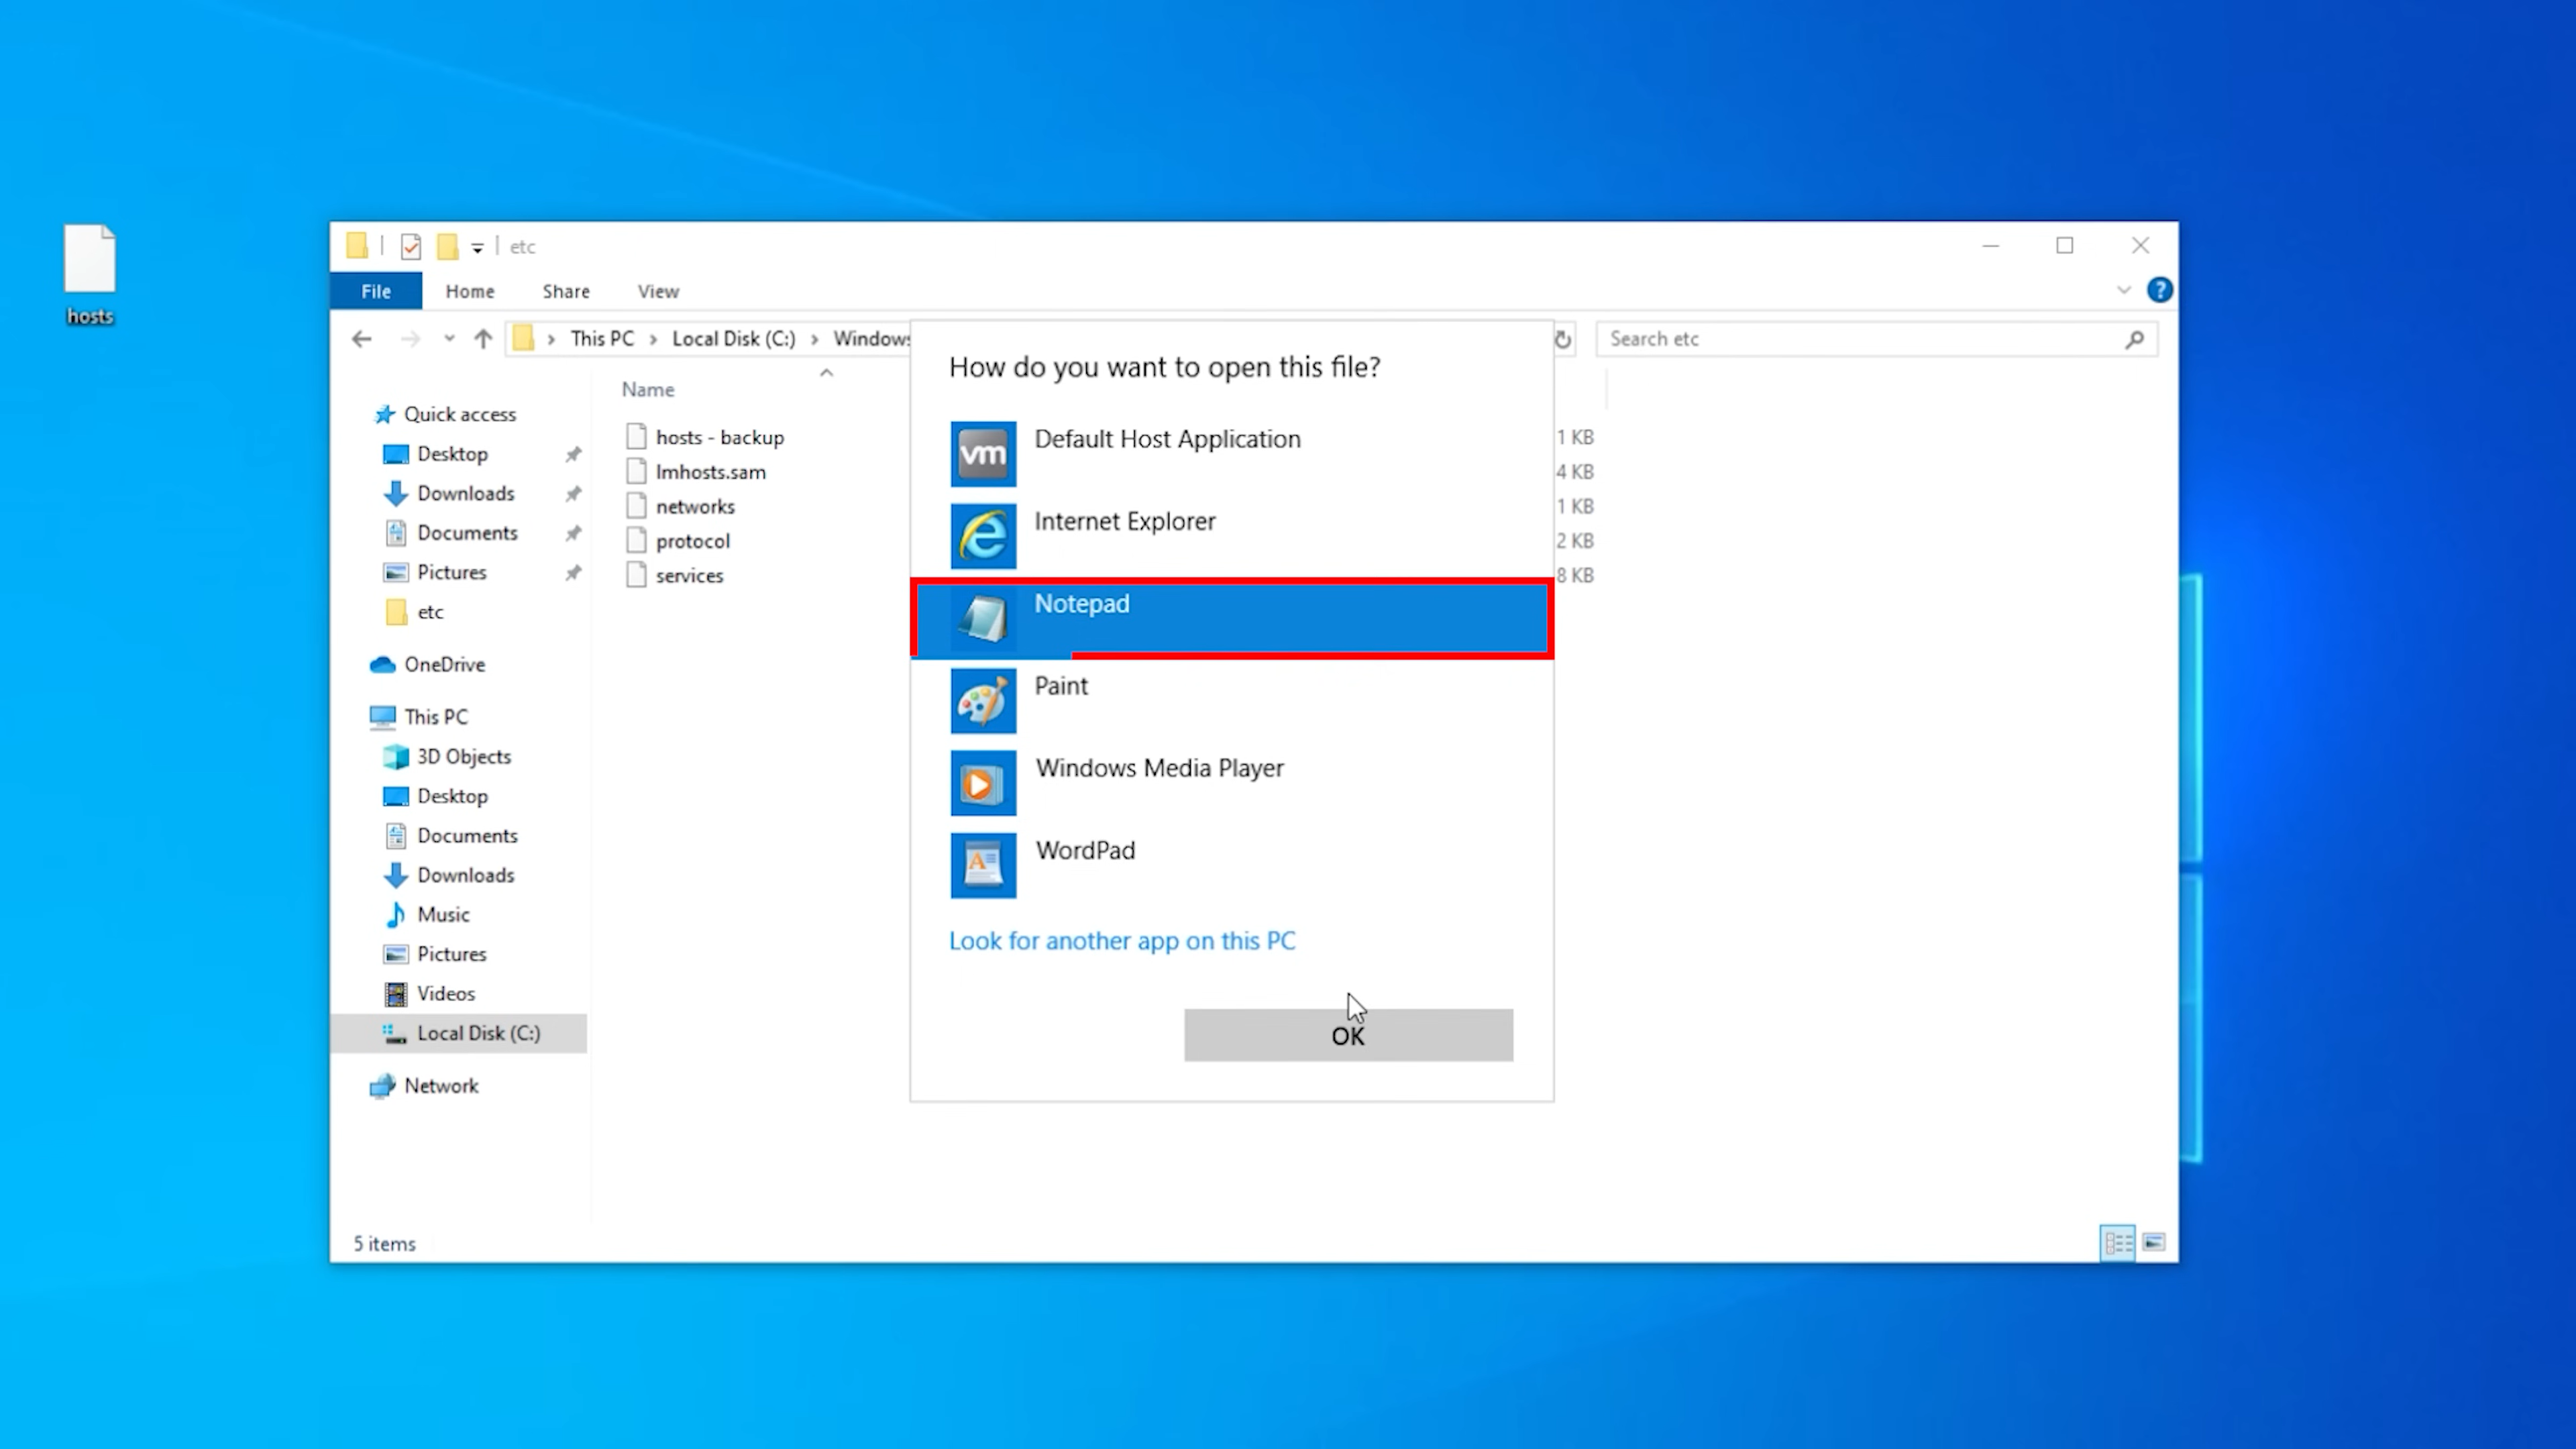 hosts
etc
File
Home
Share
View
?
This PC
Local Disk (C:)
Windows
Search etc
Quick access
Desktop
Downloads
Documents
Pictures
etc
OneDrive
This PC
3D Objects
Desktop
Documents
Downloads
Music
Pictures
Videos
Local Disk (C:)
Network
Name
hosts - backup
1 KB
lmhosts.sam
4 KB
networks
1 KB
protocol
2 KB
services
8 KB
How do you want to open this file?
vm
Default Host Application
Internet Explorer
Notepad
Paint
Windows Media Player
A
WordPad
Look for another app on this PC
OK
5 items